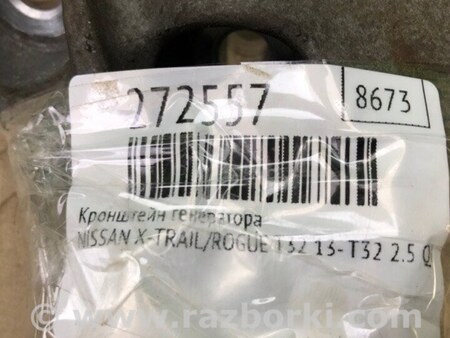 272557
8673
Кронштейн генератора
NISSAN X-TRAIL/ROGUE T32 13- T32 2.5 Q
© www.razborki.com